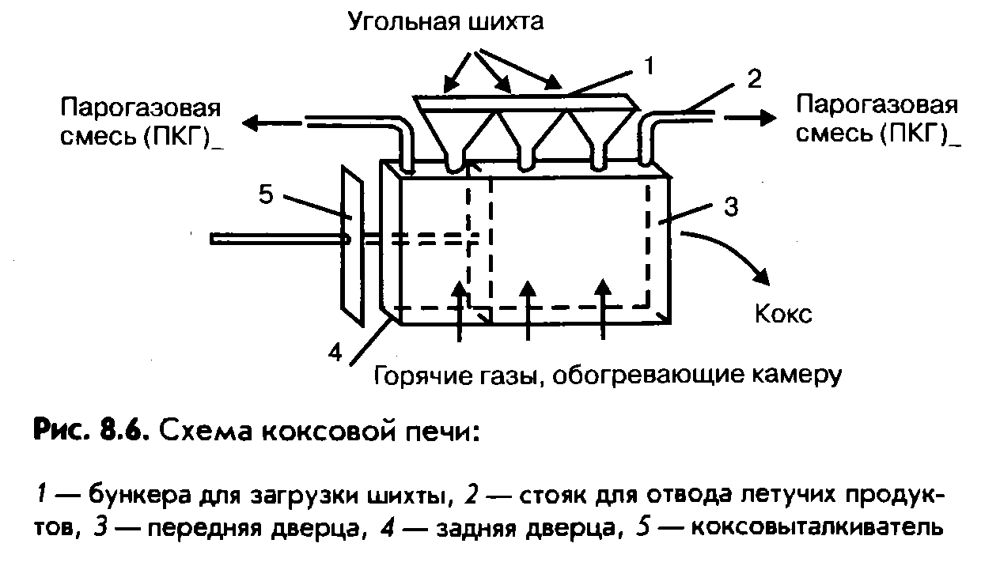 Угольная шихта
1
2
Парогазовая
смесь (ПКГ)_
Парогазовая
смесь (ПКГ)_
5
3
Кокс
4
Горячие газы, обогревающие камеру
Рис. 8.6. Схема коксовой печи:
1 — бункера для загрузки шихты, 2 — стояк для отвода летучих продук-
тов, 3 — передняя дверца, 4 — задняя дверца, 5 — коксовыталкиватель